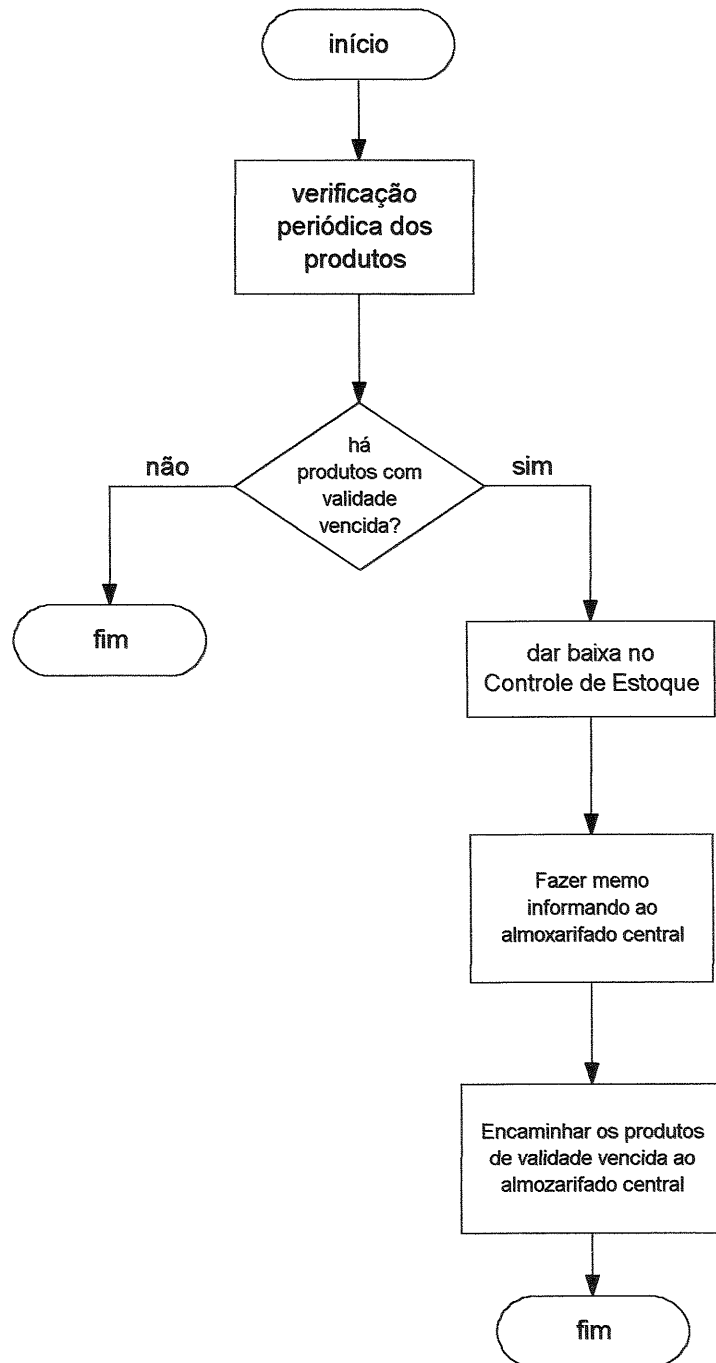 início
verificação
periódica dos
produtos
há
produtos com
validade
vencida?
não
sim
fim
dar baixa no
Controle de Estoque
Fazer memo
informando ao
almoxarifado central
Encaminhar os produtos
de validade vencida ao
almozarifado central
fim